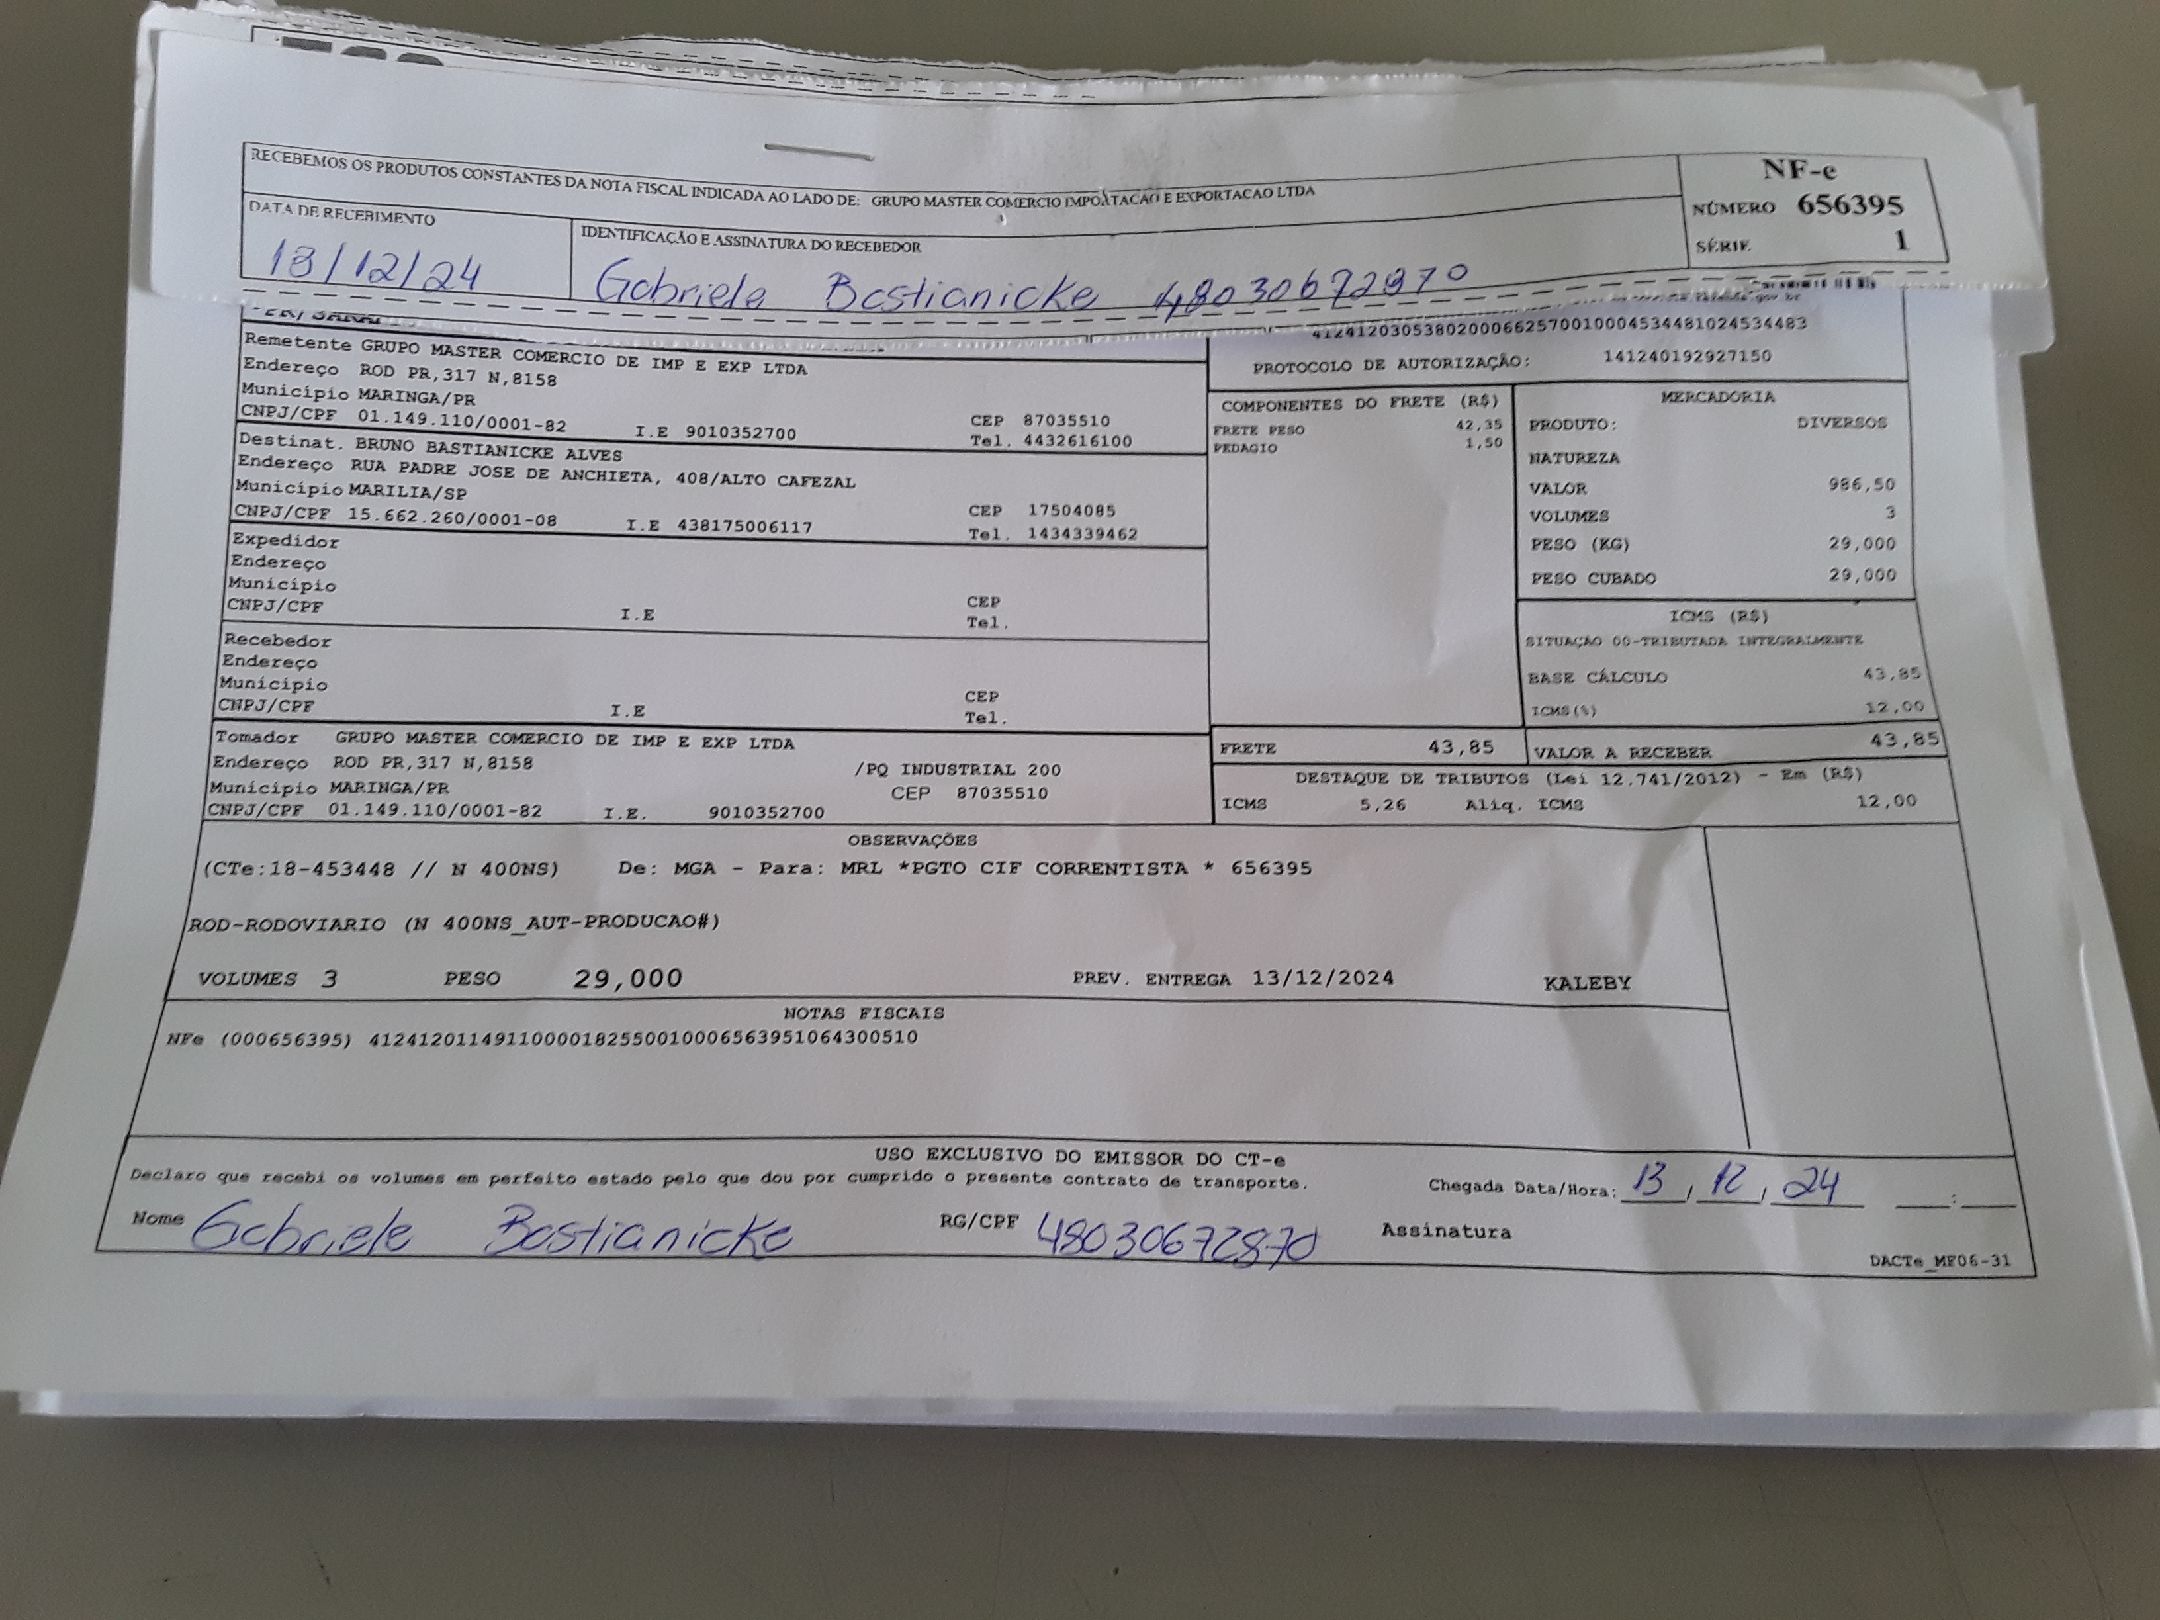 RECEBEMOS OS PRODUTOS CONSTANTES DA NOTA FISCAL INDICADA AO LADO DE: GRUPO MASTER COMERCIO IMPORTACAO E EXPORTACAO LTDA
NF-e
NÚMERO 656395
SÉRIE 1
DATA DE RECEBIMENTO
13/12/24
IDENTIFICAÇÃO E ASSINATURA DO RECEBEDOR
Gabriele Bastianicke 48030672870
41241203053802000662570010004534481024534483
PROTOCOLO DE AUTORIZAÇÃO: 141240192927150
Remetente GRUPO MASTER COMERCIO DE IMP E EXP LTDA
Endereço ROD PR,317 N,8158
Município MARINGA/PR
CNPJ/CPF 01.149.110/0001-82 I.E 9010352700
CEP 87035510
Tel. 4432616100
Destinat. BRUNO BASTIANICKE ALVES
Endereço RUA PADRE JOSE DE ANCHIETA, 408/ALTO CAFEZAL
Município MARILIA/SP
CNPJ/CPF 15.662.260/0001-08 I.E 438175006117
CEP 17504085
Tel. 1434339462
Expedidor
Endereço
Município
CNPJ/CPF I.E
CEP
Tel.
Recebedor
Endereço
Município
CNPJ/CPF I.E
CEP
Tel.
Tomador GRUPO MASTER COMERCIO DE IMP E EXP LTDA
Endereço ROD PR,317 N,8158 /PQ INDUSTRIAL 200
Município MARINGA/PR CEP 87035510
CNPJ/CPF 01.149.110/0001-82 I.E. 9010352700
COMPONENTES DO FRETE (R$)
FRETE PESO 42,35
PEDAGIO 1,50
MERCADORIA
PRODUTO: DIVERSOS
NATUREZA
VALOR 986,50
VOLUMES 3
PESO (KG) 29,000
PESO CUBADO 29,000
ICMS (R$)
SITUAÇÃO 00-TRIBUTADA INTEGRALMENTE
BASE CÁLCULO 43,85
ICMS(%) 12,00
FRETE 43,85
VALOR A RECEBER 43,85
DESTAQUE DE TRIBUTOS (Lei 12.741/2012) - Em (R$)
ICMS 5,26 Aliq. ICMS 12,00
OBSERVAÇÕES
(CTe:18-453448 // N 400NS) De: MGA - Para: MRL *PGTO CIF CORRENTISTA * 656395
ROD-RODOVIARIO (N 400NS_AUT-PRODUCAO#)
VOLUMES 3 PESO 29,000 PREV. ENTREGA 13/12/2024 KALEBY
NOTAS FISCAIS
NFe (000656395) 41241201149110000182550010006563951064300510
USO EXCLUSIVO DO EMISSOR DO CT-e
Declaro que recebi os volumes em perfeito estado pelo que dou por cumprido o presente contrato de transporte.
Chegada Data/Hora: 13, 12, 24 :
Nome Gabriele Bastianicke RG/CPF 48030672870 Assinatura
DACTe_MF06-31